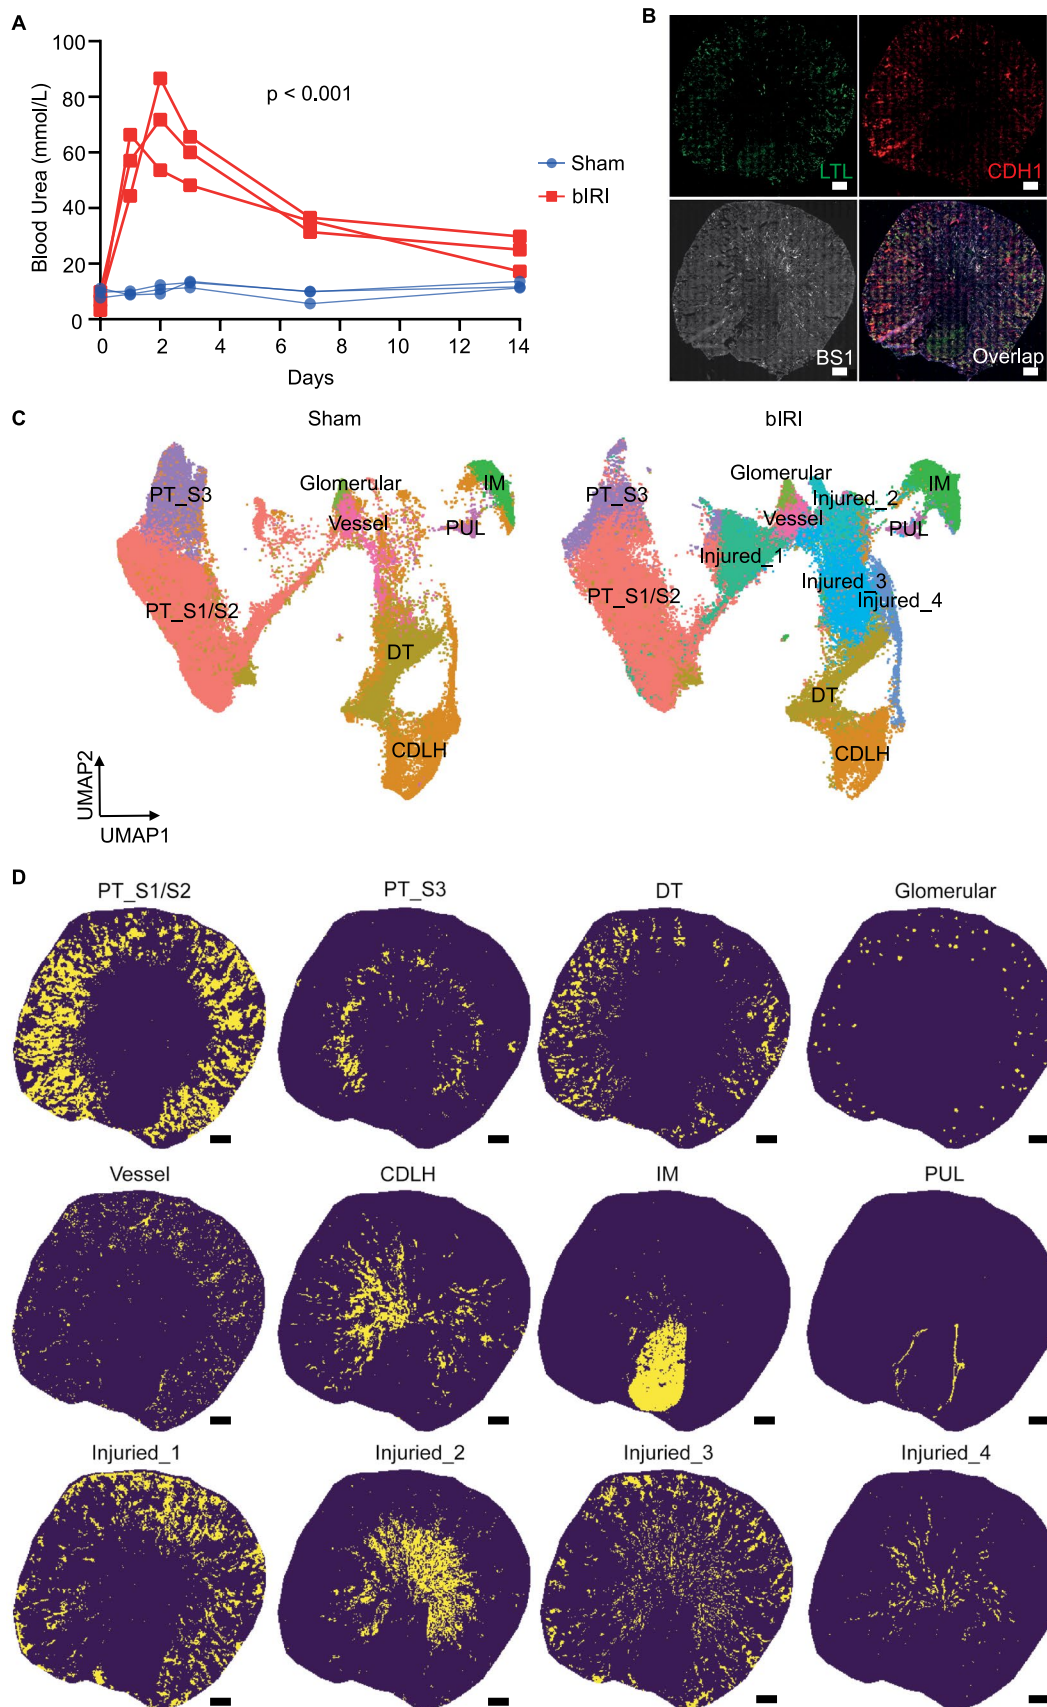 A
100
80
60
40
20
0
Blood Urea (mmol/L)
p < 0.001
Sham
bIRI
0 2 4 6 8 10 12 14
Days
B
LTL
CDH1
BS1
Overlap
C
Sham
PT_S3
PT_S1/S2
Glomerular
Vessel
IM
PUL
DT
CDLH
UMAP2
UMAP1
bIRI
PT_S3
PT_S1/S2
Injured_1
Glomerular
Vessel
Injured_2
IM
PUL
Injured_3
Injured_4
DT
CDLH
D
PT_S1/S2 PT_S3 DT Glomerular
Vessel CDLH IM PUL
Injuried_1 Injuried_2 Injuried_3 Injuried_4